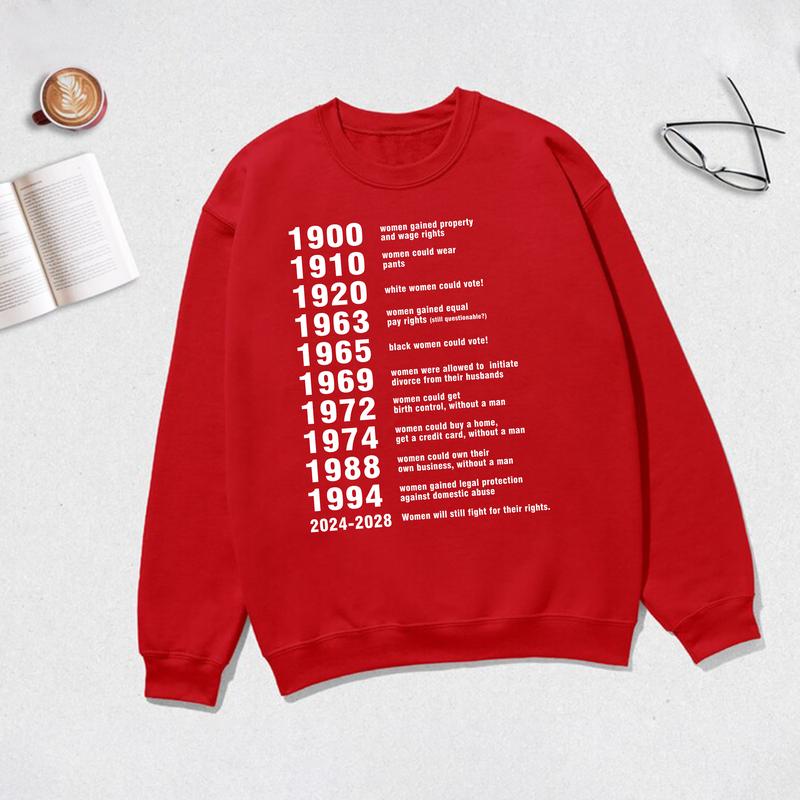 1900 women gained property
and wage rights
1910 women could wear
pants
1920 white women could vote!
1963 women gained equal
pay rights (still questionable?)
1965 black women could vote!
1969 women were allowed to initiate
divorce from their husbands
1972 women could get
birth control, without a man
1974 women could buy a home,
get a credit card, without a man
1988 women could own their
own business, without a man
1994 women gained legal protection
against domestic abuse
2024-2028 Women will still fight for their rights.